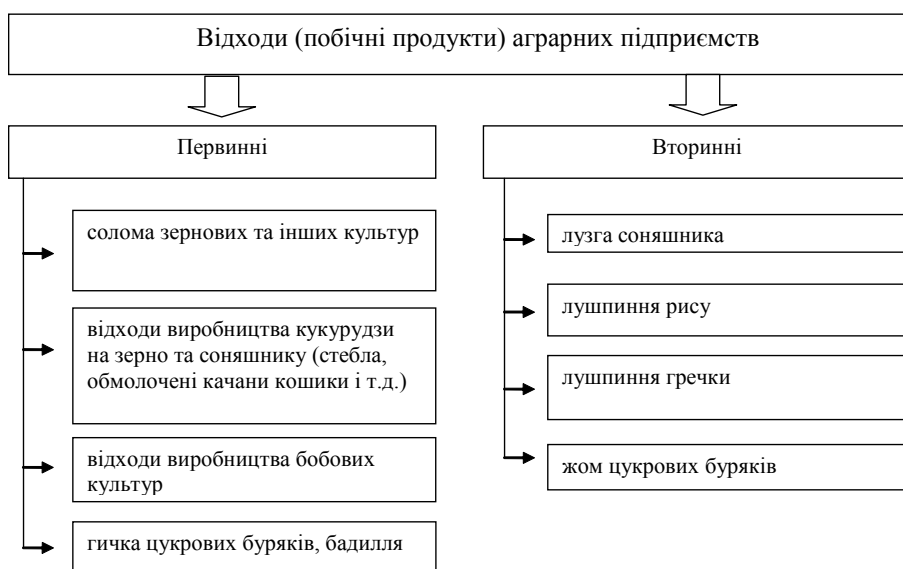 Відходи (побічні продукти) аграрних підприємств
Первинні
солома зернових та інших культур
відходи виробництва кукурудзи
на зерно та соняшнику (стебла,
обмолочені качани кошики і т.д.)
відходи виробництва бобових
культур
гичка цукрових буряків, бадилля
Вторинні
лузга соняшника
лушпиння рису
лушпиння гречки
жом цукрових буряків